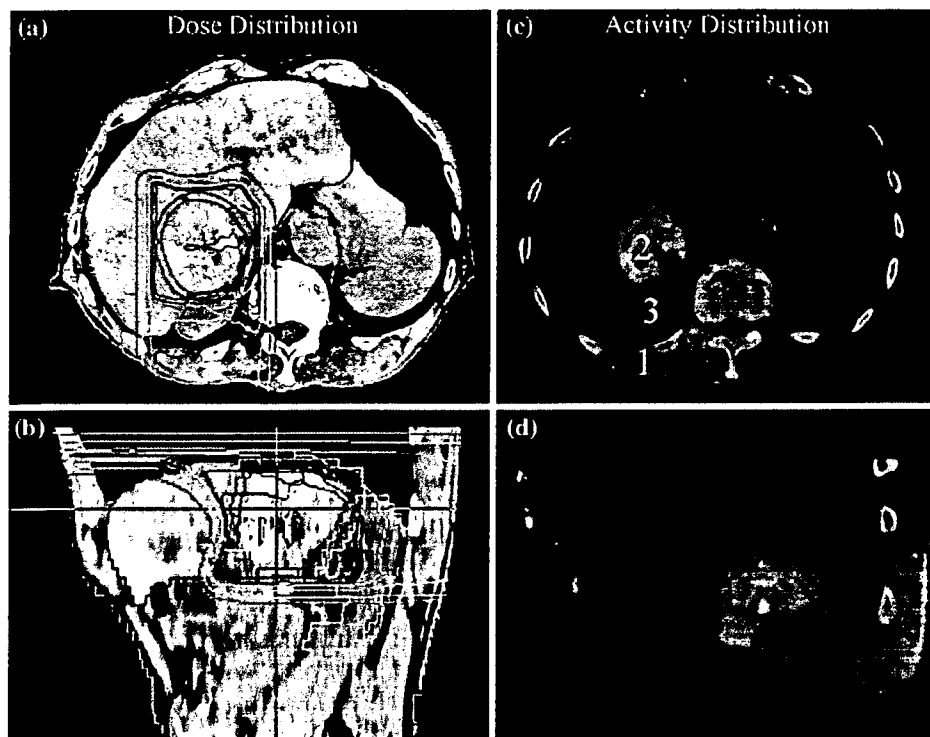 (a) Dose Distribution
(c) Activity Distribution
2
3
1
(b)
(d)